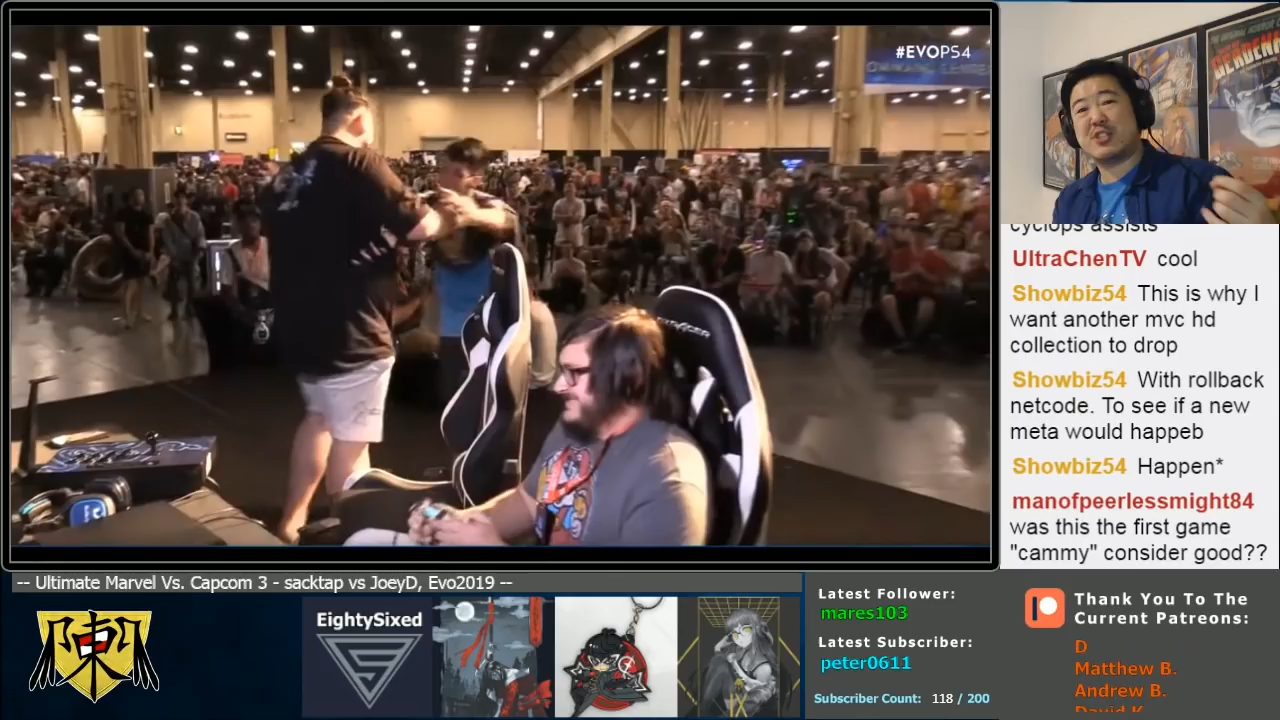 #EVOPS4
cyclops assists
UltraChenTV cool
Showbiz54 This is why I
want another mvc hd
collection to drop
Showbiz54 With rollback
netcode. To see if a new
meta would happeb
Showbiz54 Happen*
manofpeerlessmight84
was this the first game
"cammy" consider good??
-- Ultimate Marvel Vs. Capcom 3 - sacktap vs JoeyD, Evo2019 --
EightySixed
Latest Follower:
mares103
Latest Subscriber:
peter0611
Subscriber Count: 118 / 200
Thank You To The
Current Patreons:
D
Matthew B.
Andrew B.
David K